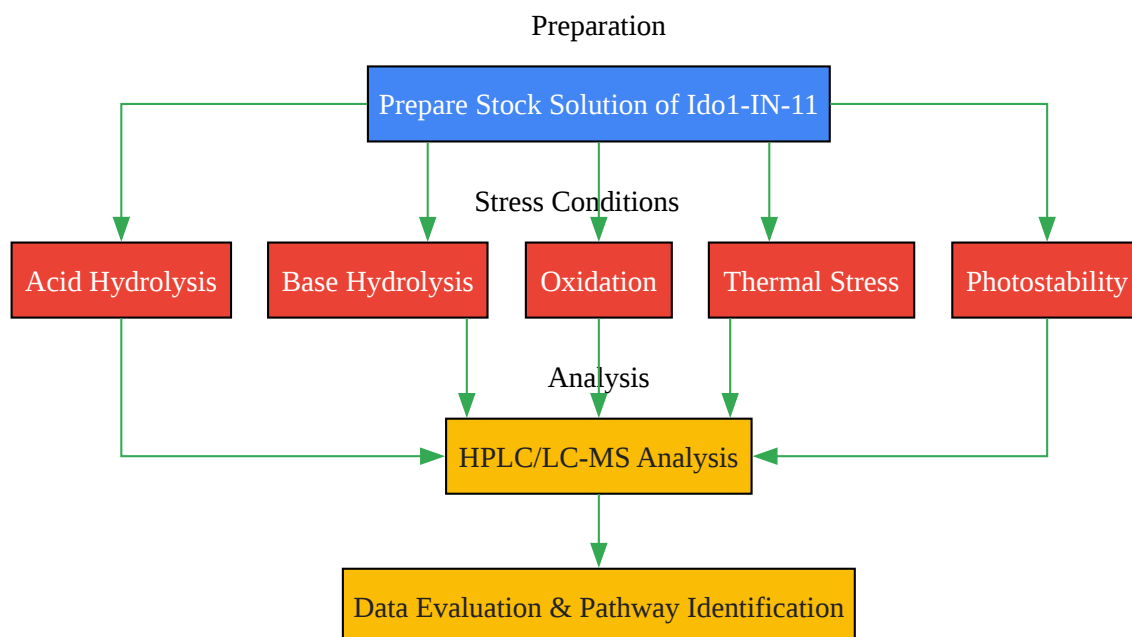 Preparation
Prepare Stock Solution of Ido1-IN-11
Stress Conditions
Acid Hydrolysis
Base Hydrolysis
Oxidation
Thermal Stress
Photostability
Analysis
HPLC/LC-MS Analysis
Data Evaluation & Pathway Identification